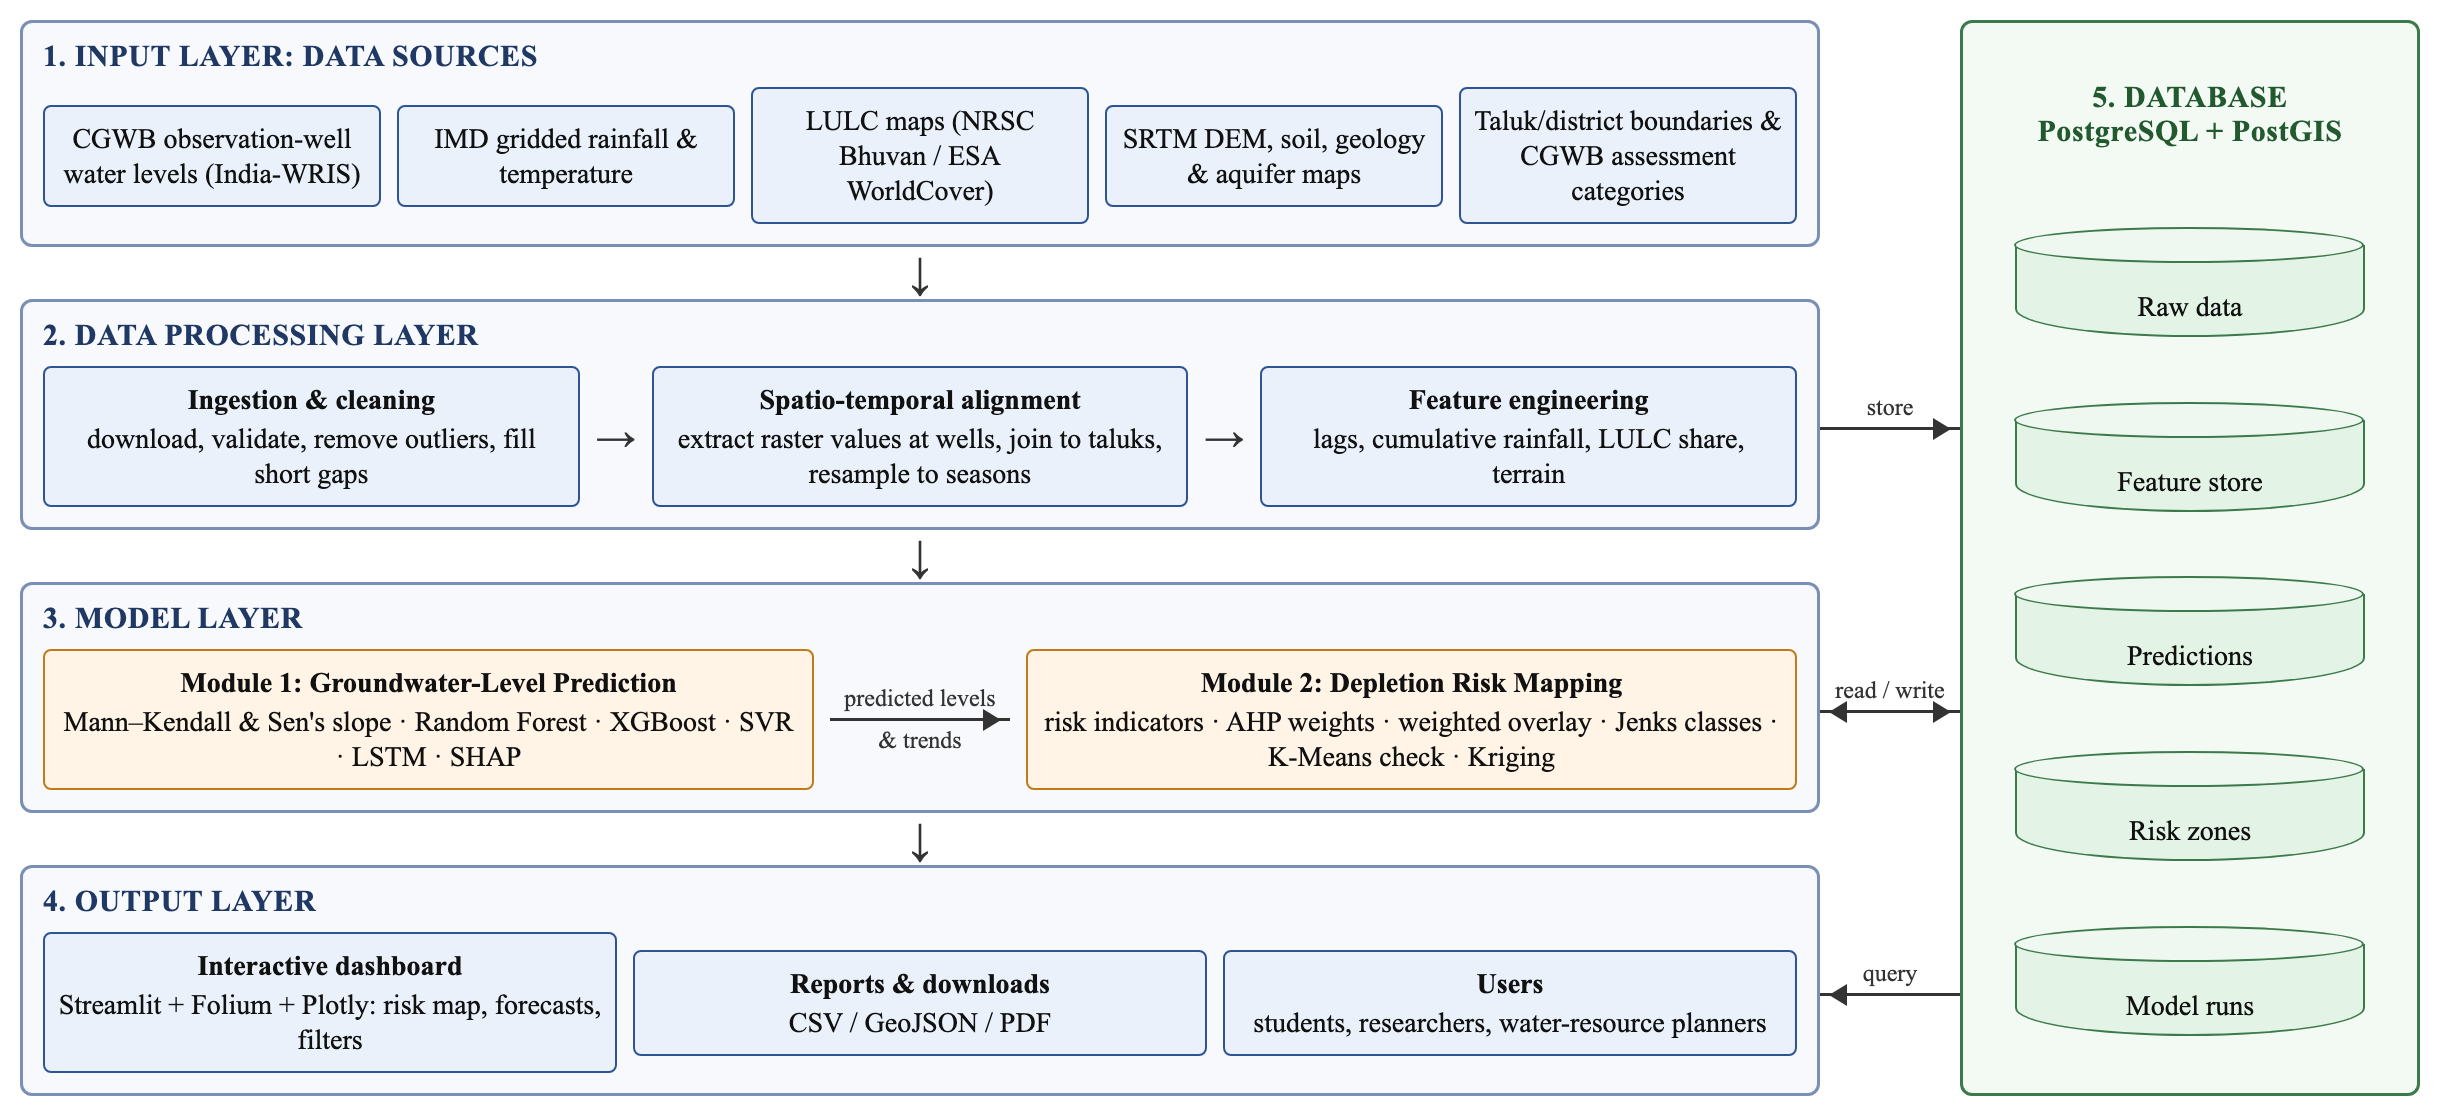 1. INPUT LAYER: DATA SOURCES
CGWB observation-well
water levels (India-WRIS)
IMD gridded rainfall &
temperature
LULC maps (NRSC
Bhuvan / ESA
WorldCover)
SRTM DEM, soil, geology
& aquifer maps
Taluk/district boundaries &
CGWB assessment
categories
2. DATA PROCESSING LAYER
Ingestion & cleaning
download, validate, remove outliers, fill
short gaps
Spatio-temporal alignment
extract raster values at wells, join to taluks,
resample to seasons
Feature engineering
lags, cumulative rainfall, LULC share,
terrain
store
3. MODEL LAYER
Module 1: Groundwater-Level Prediction
Mann–Kendall & Sen's slope · Random Forest · XGBoost · SVR
· LSTM · SHAP
predicted levels
& trends
Module 2: Depletion Risk Mapping
risk indicators · AHP weights · weighted overlay · Jenks classes ·
K-Means check · Kriging
read / write
4. OUTPUT LAYER
Interactive dashboard
Streamlit + Folium + Plotly: risk map, forecasts,
filters
Reports & downloads
CSV / GeoJSON / PDF
Users
students, researchers, water-resource planners
query
5. DATABASE
PostgreSQL + PostGIS
Raw data
Feature store
Predictions
Risk zones
Model runs